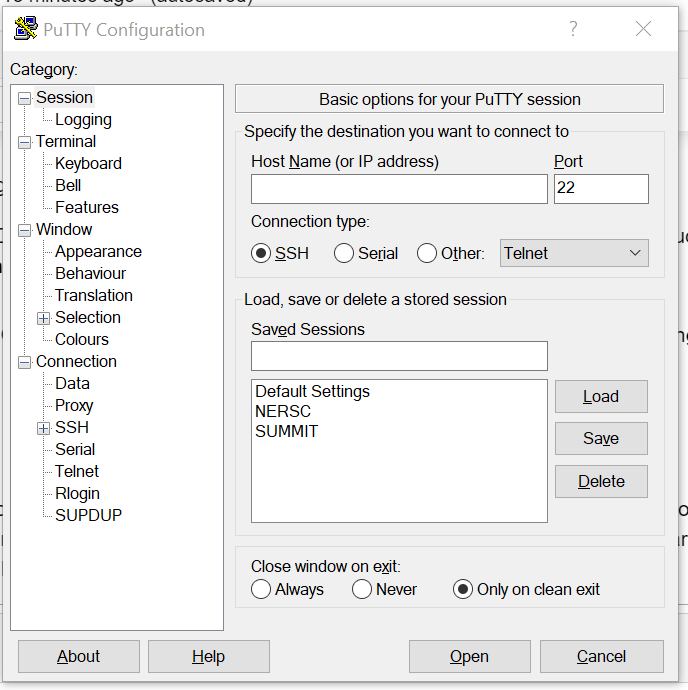 10 minutes ago (autosaved)
PuTTY Configuration
?
Category:
Session
Logging
Terminal
Keyboard
Bell
Features
Window
Appearance
Behaviour
Translation
Selection
Colours
Connection
Data
Proxy
SSH
Serial
Telnet
Rlogin
SUPDUP
Basic options for your PuTTY session
Specify the destination you want to connect to
Host Name (or IP address) Port
22
Connection type:
SSH Serial Other: Telnet
Load, save or delete a stored session
Saved Sessions
Default Settings
NERSC
SUMMIT
Load
Save
Delete
Close window on exit:
Always Never Only on clean exit
About Help Open Cancel